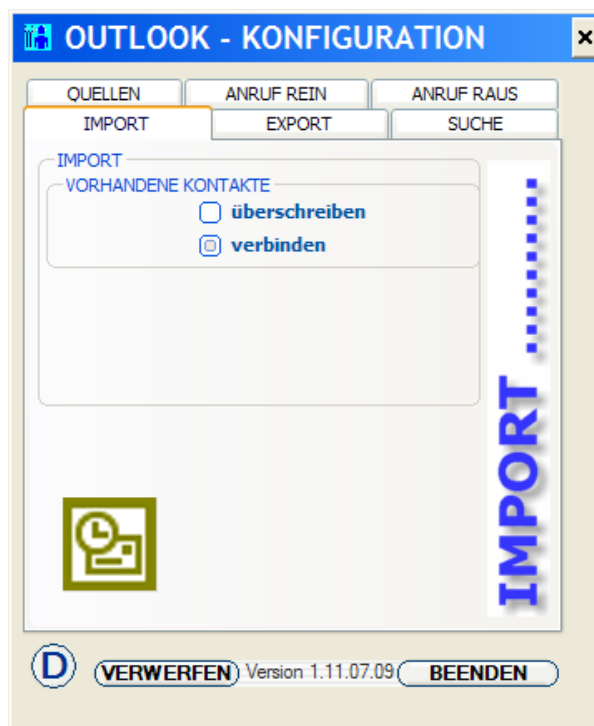 OUTLOOK - KONFIGURATION
QUELLEN ANRUF REIN ANRUF RAUS
IMPORT EXPORT SUCHE
IMPORT
VORHANDENE KONTAKTE
überschreiben
verbinden
IMPORT ..........
D VERWERFEN Version 1.11.07.09 BEENDEN